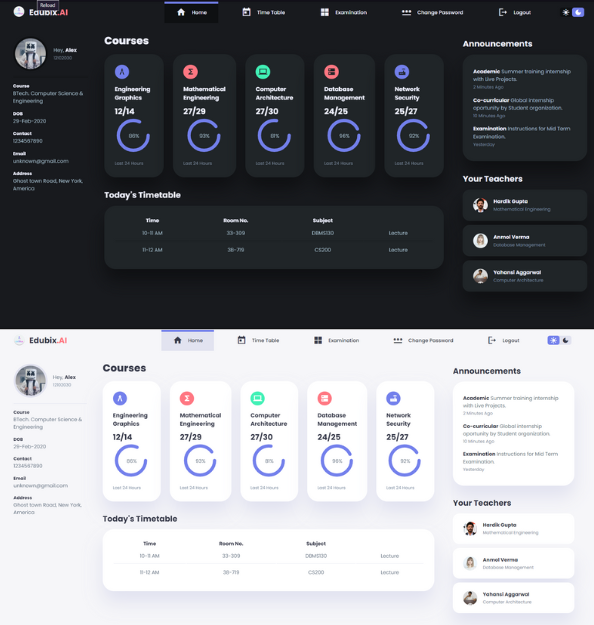 Reload
Edubix.AI
Home
Time Table
Examination
Change Password
Logout
Hey, Alex
12102020
Course
BTech. Computer Science &
Engineering
DOB
29-Feb-2020
Contact
1234567890
Email
unknown@gmail.com
Address
Ghost town Road, New York,
America
Courses
Engineering
Graphics
12/14
86%
Last 24 Hours
Mathematical
Engineering
27/29
93%
Last 24 Hours
Computer
Architecture
27/30
81%
Last 24 Hours
Database
Management
24/25
96%
Last 24 Hours
Network
Security
25/27
92%
Last 24 Hours
Today's Timetable
Time Room No. Subject
10-11 AM 33-309 DBMS130 Lecture
11-12 AM 38-718 CS200 Lecture
Announcements
Academic Summer training internship
with Live Projects.
2 Minutes Ago
Co-curricular Global internship
oportunity by Student organization.
10 Minutes Ago
Examination Instructions for Mid Term
Examination.
Yesterday
Your Teachers
Hardik Gupta
Mathematical Engineering
Anmol Verma
Database Management
Yohansi Aggarwal
Computer Architecture
Edubix.AI
Home
Time Table
Examination
Change Password
Logout
Hey, Alex
12102020
Course
BTech. Computer Science &
Engineering
DOB
29-Feb-2020
Contact
1234567890
Email
unknown@gmail.com
Address
Ghost town Road, New York,
America
Courses
Engineering
Graphics
12/14
86%
Last 24 Hours
Mathematical
Engineering
27/29
93%
Last 24 Hours
Computer
Architecture
27/30
81%
Last 24 Hours
Database
Management
24/25
96%
Last 24 Hours
Network
Security
25/27
92%
Last 24 Hours
Today's Timetable
Time Room No. Subject
10-11 AM 33-309 DBMS130 Lecture
11-12 AM 38-718 CS200 Lecture
Announcements
Academic Summer training internship
with Live Projects.
2 Minutes Ago
Co-curricular Global internship
oportunity by Student organization.
10 Minutes Ago
Examination Instructions for Mid Term
Examination.
Yesterday
Your Teachers
Hardik Gupta
Mathematical Engineering
Anmol Verma
Database Management
Yohansi Aggarwal
Computer Architecture